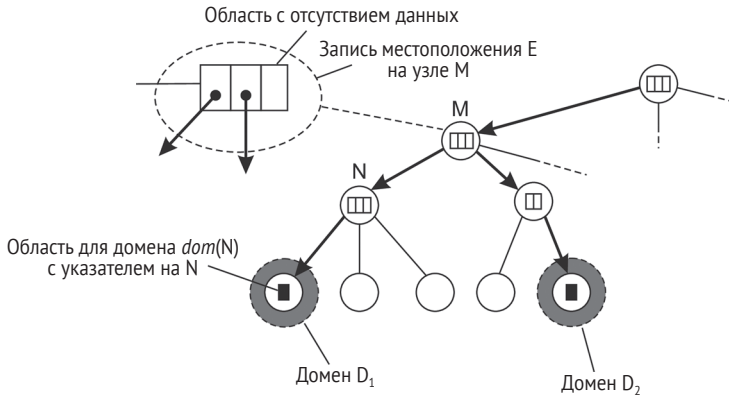 Область с отсутствием данных
Запись местоположения E
на узле M
M
N
Область для домена dom(N)
с указателем на N
Домен D₁
Домен D₂